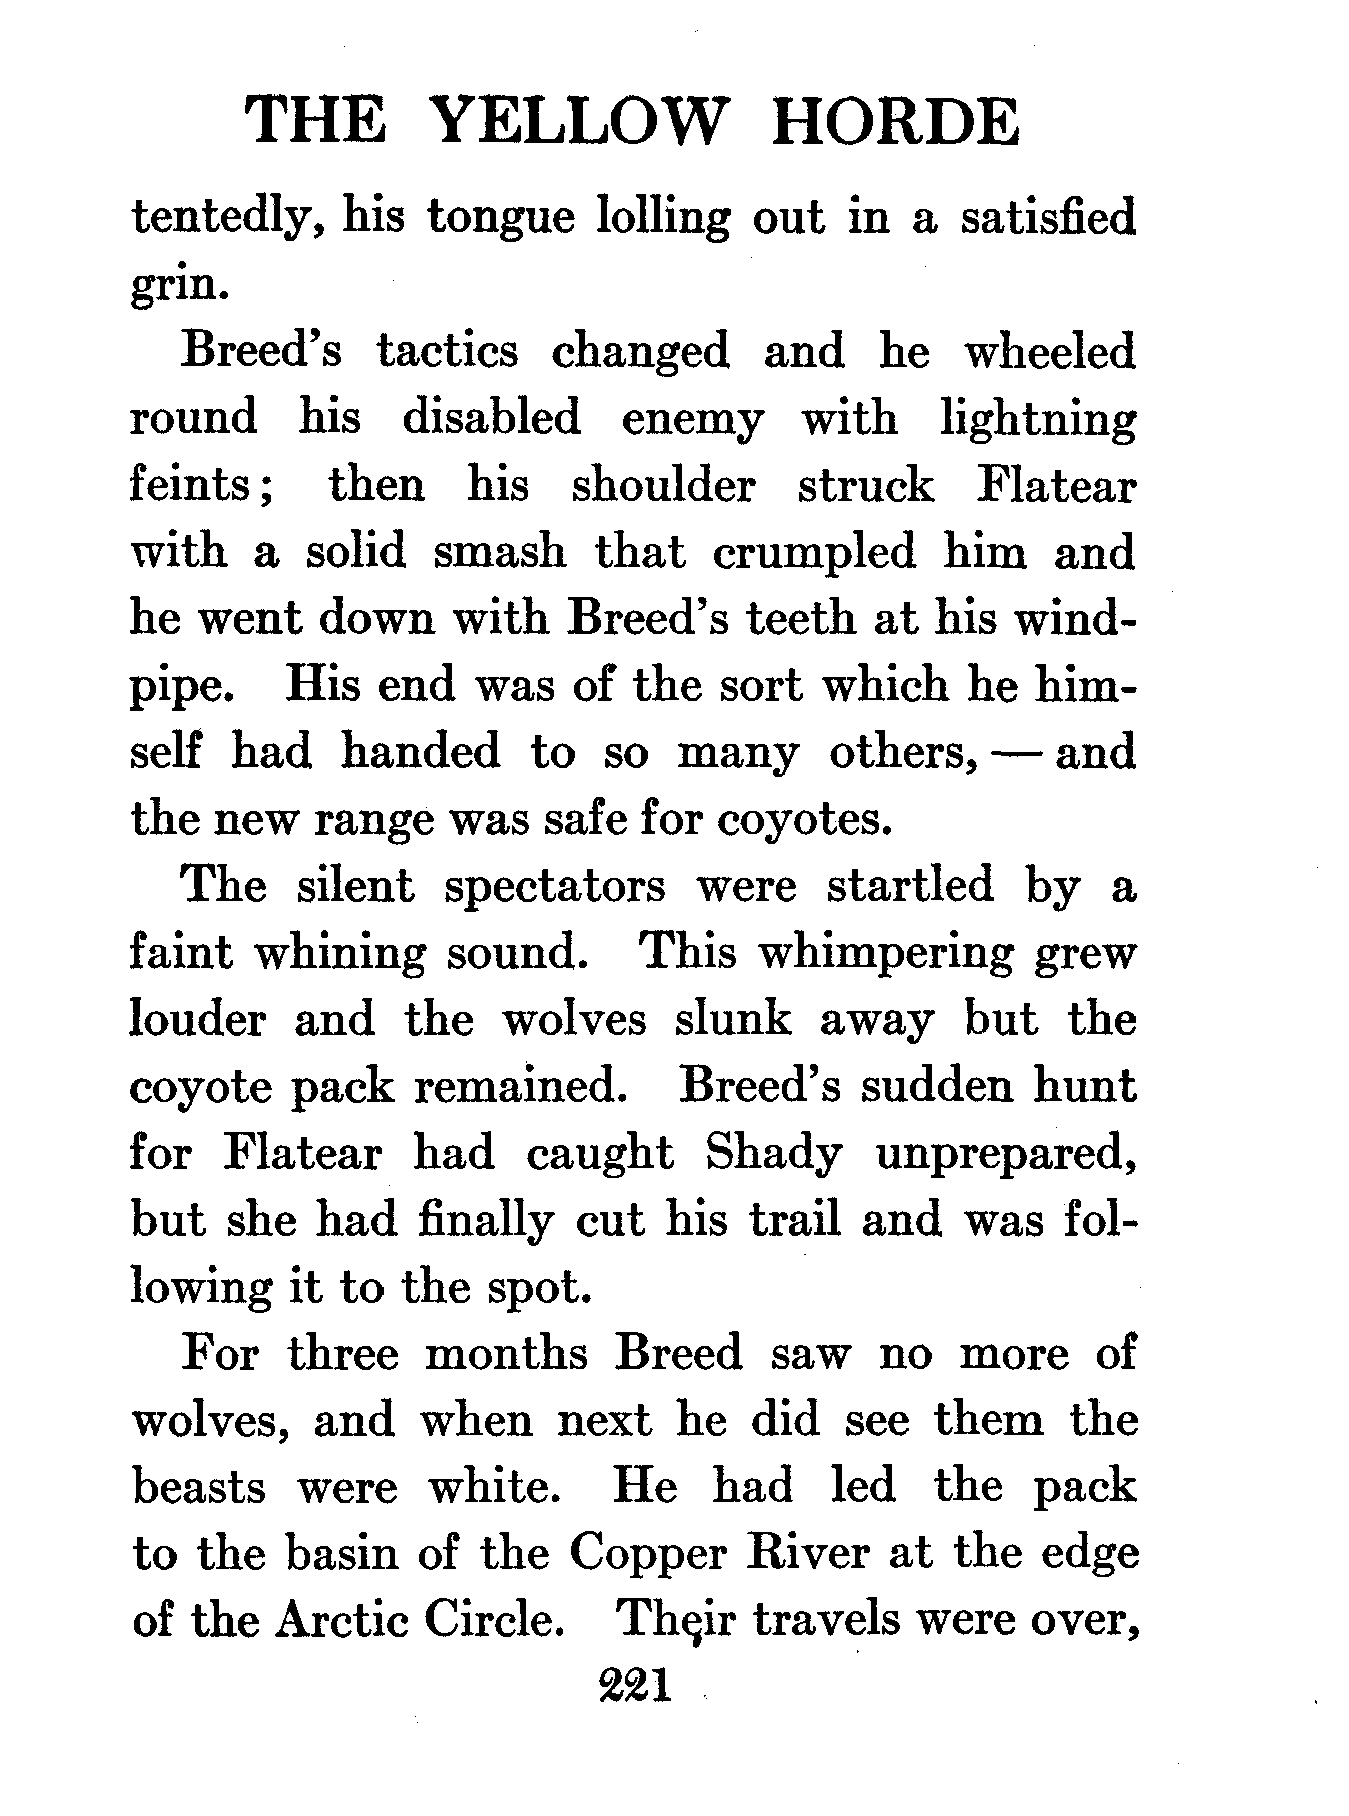 THE YELLOW HORDE
tentedly, his tongue lolling out in a satisfied
grin.
Breed's tactics changed and he wheeled
round his disabled enemy with lightning
feints; then his shoulder struck Flatear
with a solid smash that crumpled him and
he went down with Breed's teeth at his wind-
pipe. His end was of the sort which he him-
self had handed to so many others, — and
the new range was safe for coyotes.
The silent spectators were startled by a
faint whining sound. This whimpering grew
louder and the wolves slunk away but the
coyote pack remained. Breed's sudden hunt
for Flatear had caught Shady unprepared,
but she had finally cut his trail and was fol-
lowing it to the spot.
For three months Breed saw no more of
wolves, and when next he did see them the
beasts were white. He had led the pack
to the basin of the Copper River at the edge
of the Arctic Circle. Their travels were over,
221